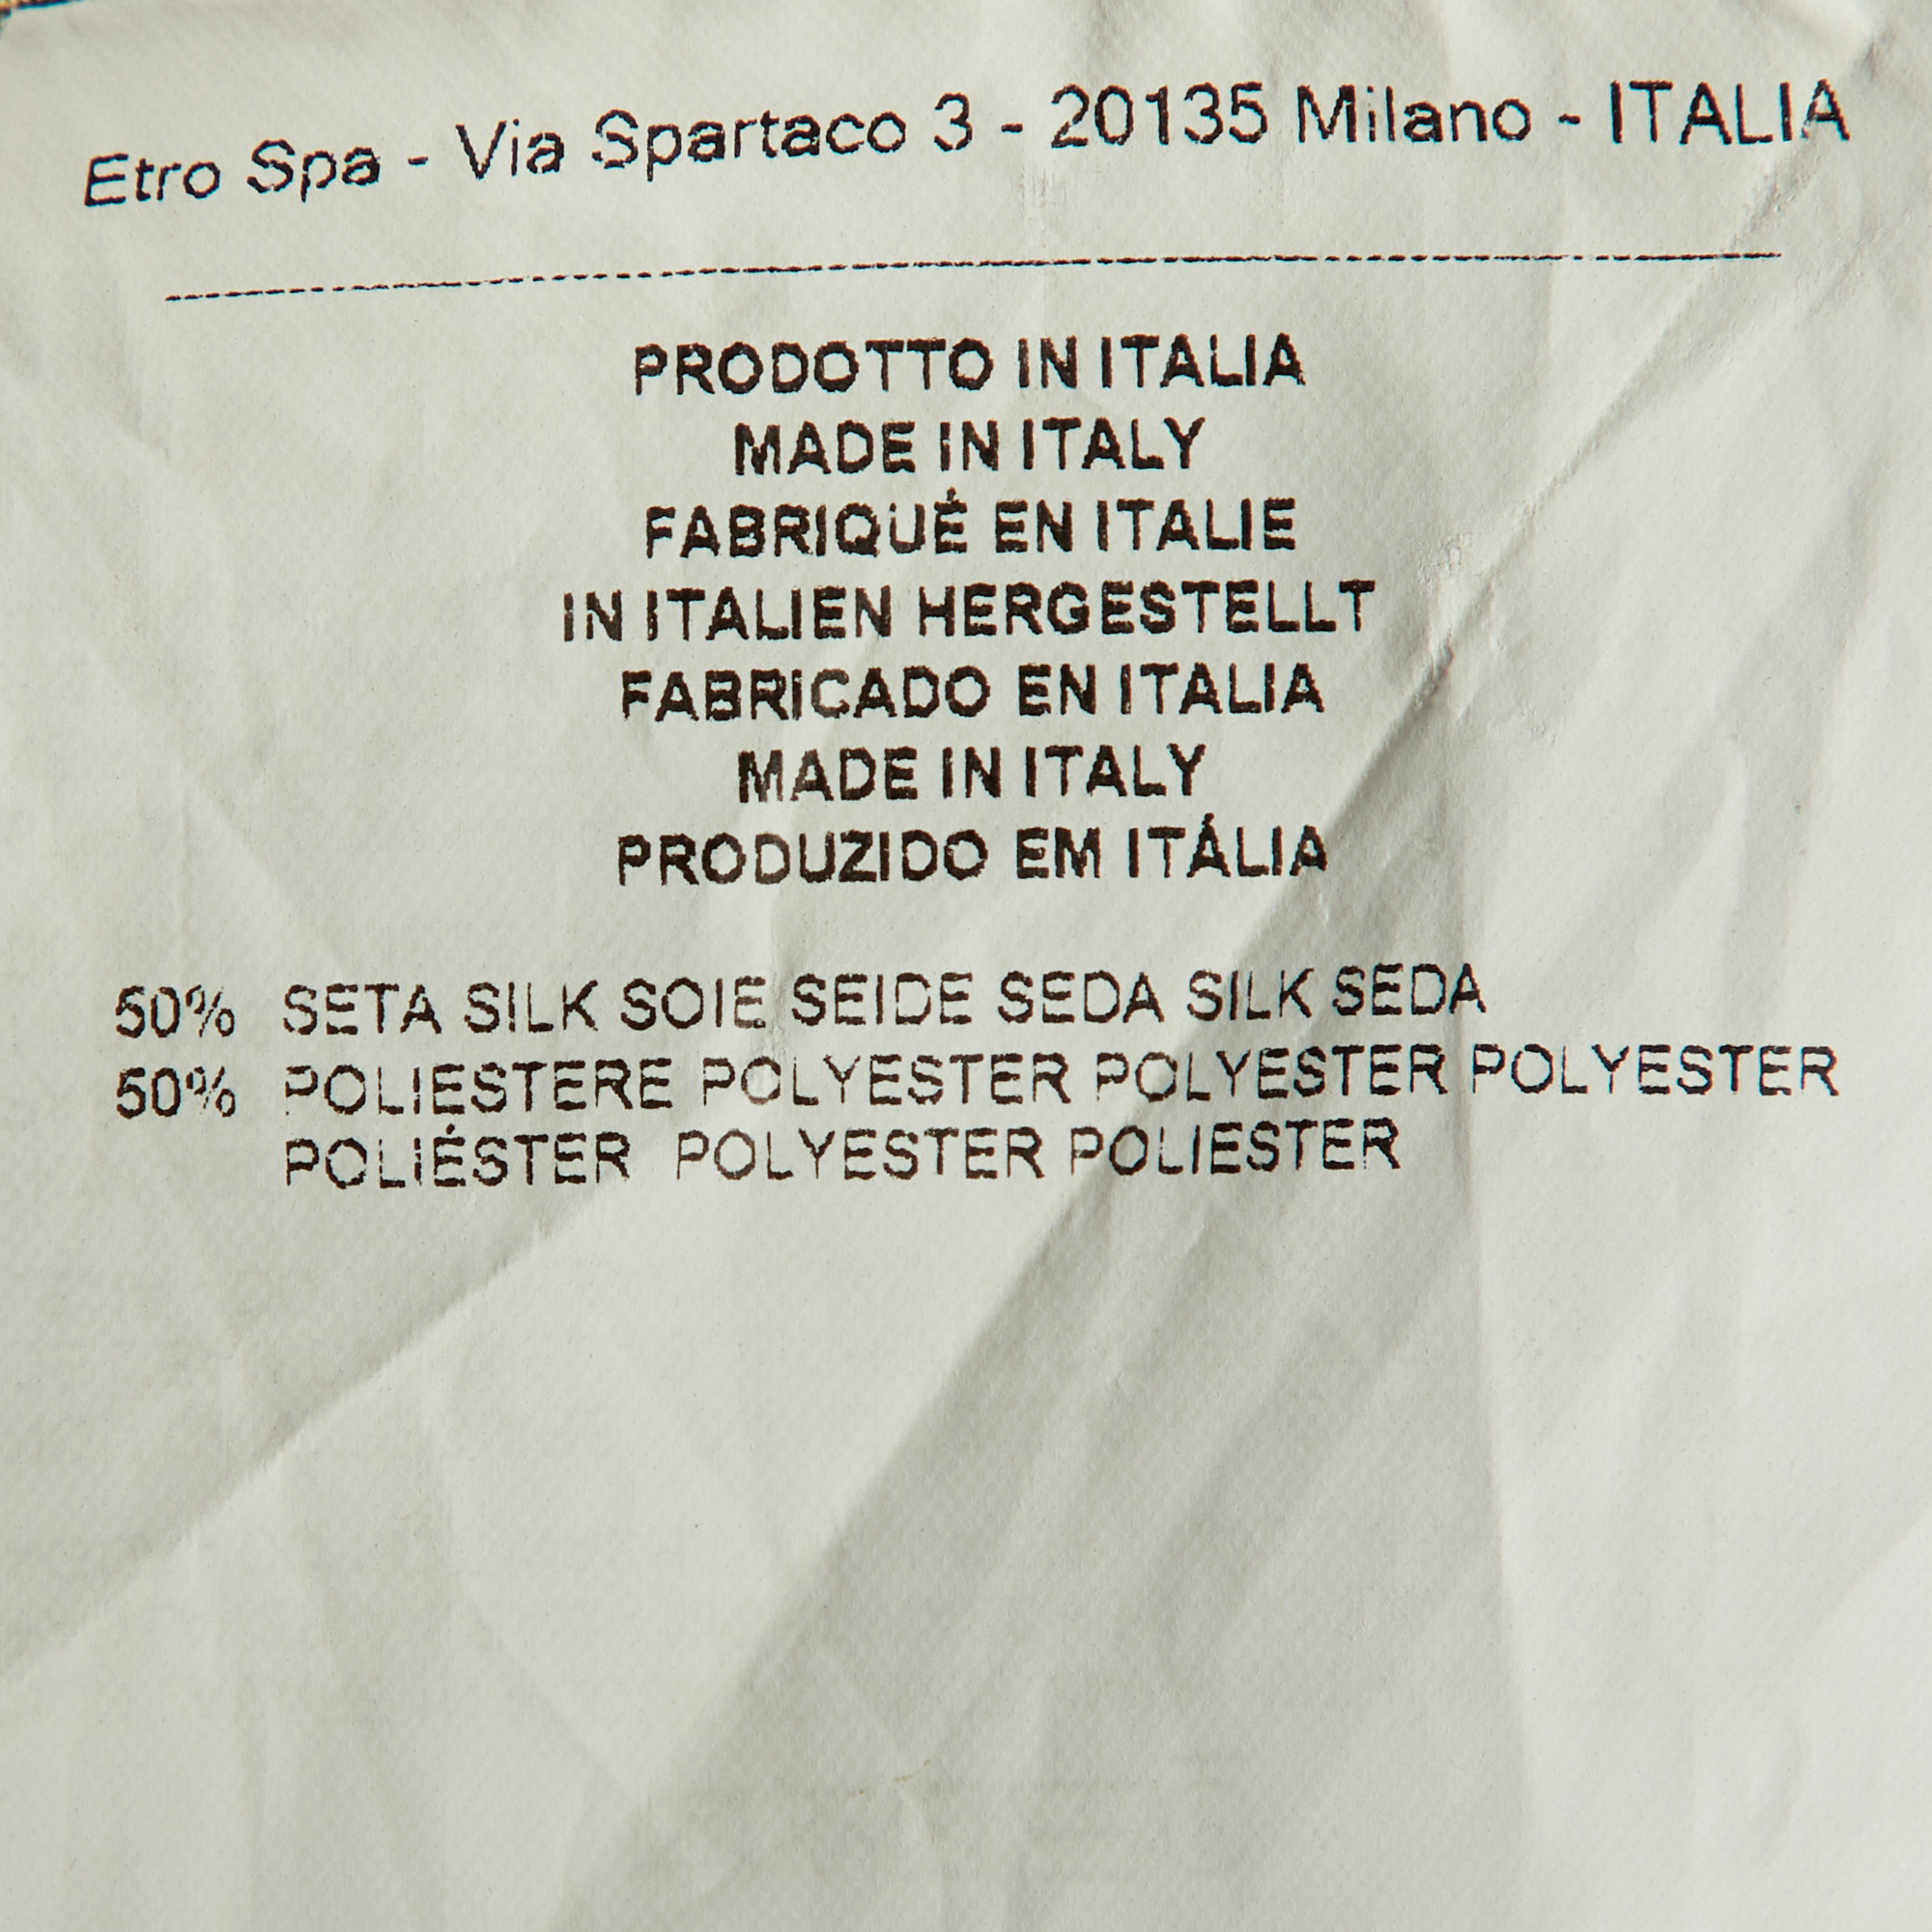 Etro Spa - Via Spartaco 3 - 20135 Milano - ITALIA
PRODOTTO IN ITALIA
MADE IN ITALY
FABRIQUÉ EN ITALIE
IN ITALIEN HERGESTELLT
FABRICADO EN ITALIA
MADE IN ITALY
PRODUZIDO EM ITÁLIA
50% SETA SILK SOIE SEIDE SEDA SILK SEDA
50% POLIESTERE POLYESTER POLYESTER POLYESTER
POLIÉSTER POLYESTER POLIESTER